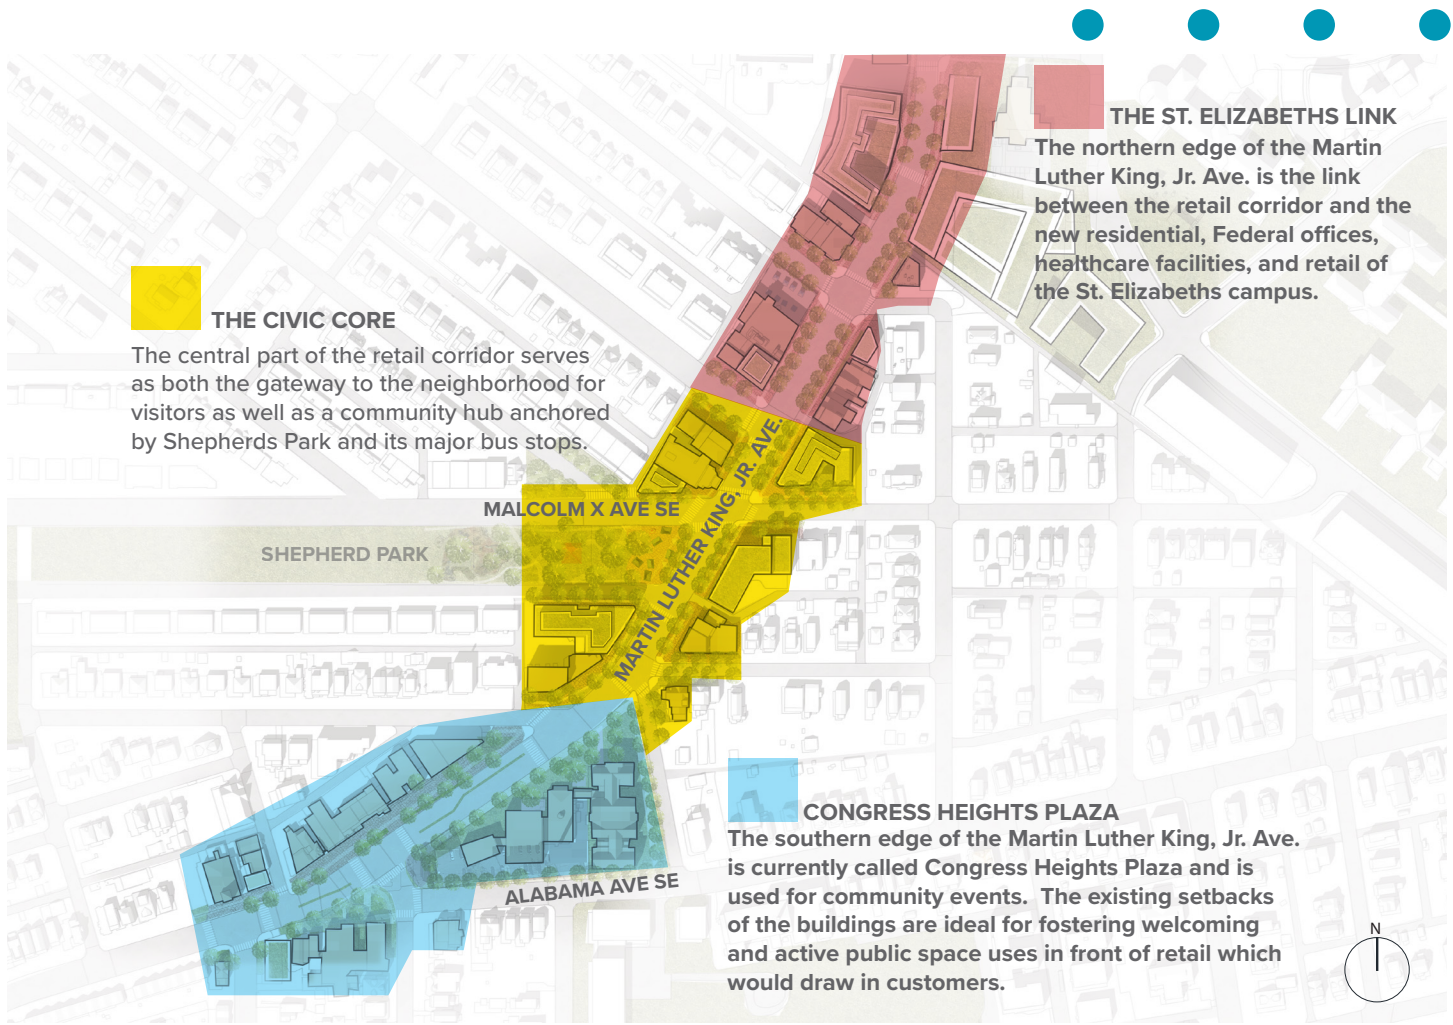 THE ST. ELIZABETHS LINK
The northern edge of the Martin
Luther King, Jr. Ave. is the link
between the retail corridor and the
new residential, Federal offices,
healthcare facilities, and retail of
the St. Elizabeths campus.
THE CIVIC CORE
The central part of the retail corridor serves
as both the gateway to the neighborhood for
visitors as well as a community hub anchored
by Shepherds Park and its major bus stops.
MALCOLM X AVE SE
MARTIN LUTHER KING, JR. AVE.
SHEPHERD PARK
CONGRESS HEIGHTS PLAZA
The southern edge of the Martin Luther King, Jr. Ave.
is currently called Congress Heights Plaza and is
used for community events.  The existing setbacks
of the buildings are ideal for fostering welcoming
and active public space uses in front of retail which
would draw in customers.
ALABAMA AVE SE
N